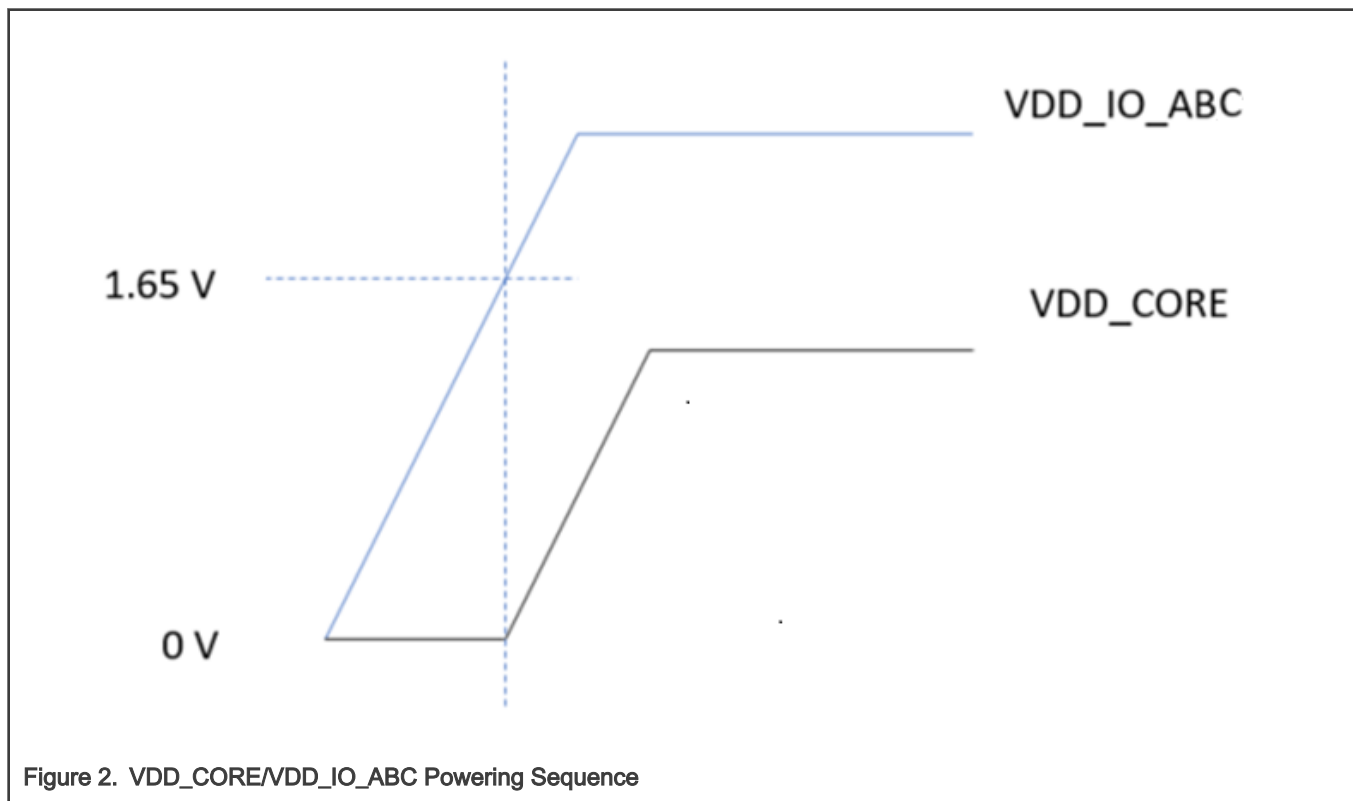 VDD_IO_ABC
1.65 V
VDD_CORE
0 V
Figure 2. VDD_CORE/VDD_IO_ABC Powering Sequence